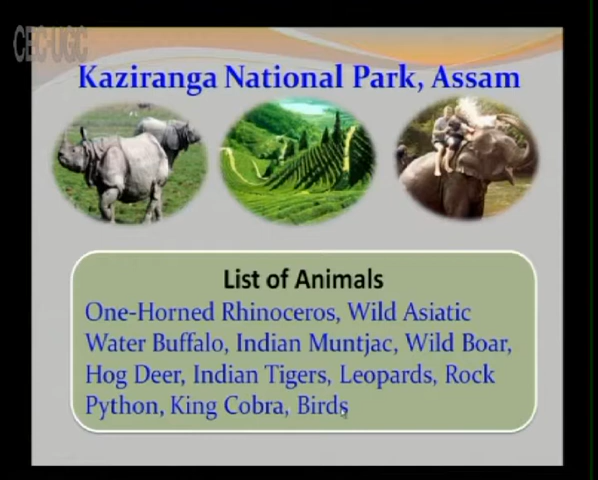 CEC-UGC
Kaziranga National Park, Assam
List of Animals
One-Horned Rhinoceros, Wild Asiatic
Water Buffalo, Indian Muntjac, Wild Boar,
Hog Deer, Indian Tigers, Leopards, Rock
Python, King Cobra, Birds